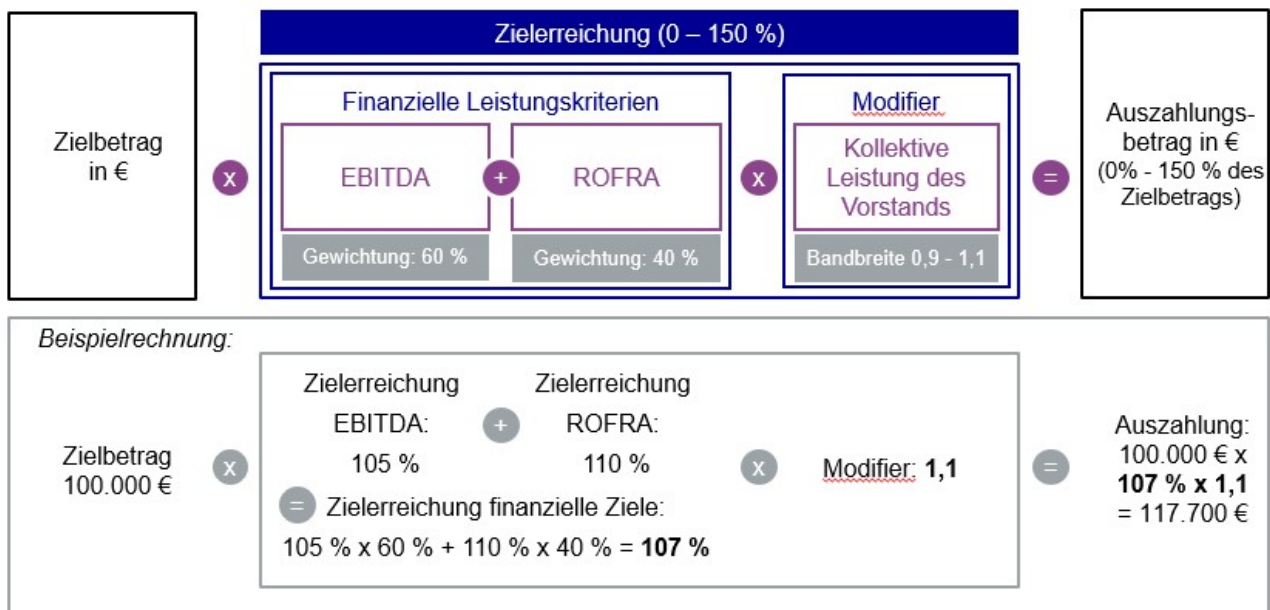 Zielerreichung (0 – 150 %)
Zielbetrag
in €
x
Finanzielle Leistungskriterien
EBITDA
Gewichtung: 60 %
+
ROFRA
Gewichtung: 40 %
x
Modifier
Kollektive
Leistung des
Vorstands
Bandbreite 0,9 - 1,1
=
Auszahlungs-
betrag in €
(0% - 150 % des
Zielbetrags)
Beispielrechnung:
Zielbetrag
100.000 €
x
Zielerreichung
EBITDA:
105 %
+
Zielerreichung
ROFRA:
110 %
= Zielerreichung finanzielle Ziele:
105 % x 60 % + 110 % x 40 % = 107 %
x
Modifier: 1,1
=
Auszahlung:
100.000 € x
107 % x 1,1
= 117.700 €